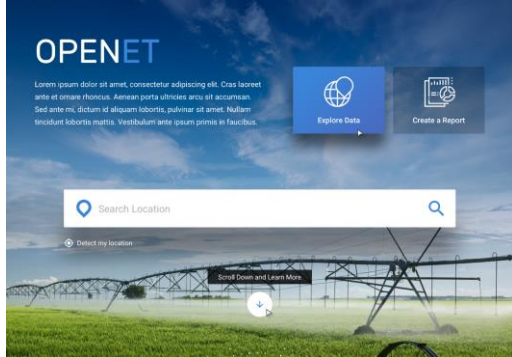 OPENET
Lorem ipsum dolor sit amet, consectetur adipiscing elit. Cras laoreet
ante et ornare rhoncus. Aenean porta ultricies arcu sit accumsan.
Sed ante mi, dictum id aliquam lobortis, pulvinar sit amet. Nullam
tincidunt lobortis mattis. Vestibulum ante ipsum primis in faucibus.
Explore Data
Create a Report
Search Location
Detect my location
Scroll Down and Learn More.